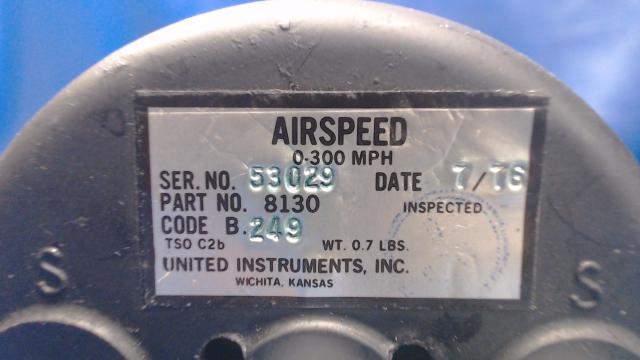 AIRSPEED
0-300 MPH
SER. NO. 53029 DATE 7/76
PART NO. 8130 INSPECTED
CODE B.249
TSO C2b WT. 0.7 LBS.
UNITED INSTRUMENTS, INC.
WICHITA, KANSAS
S S